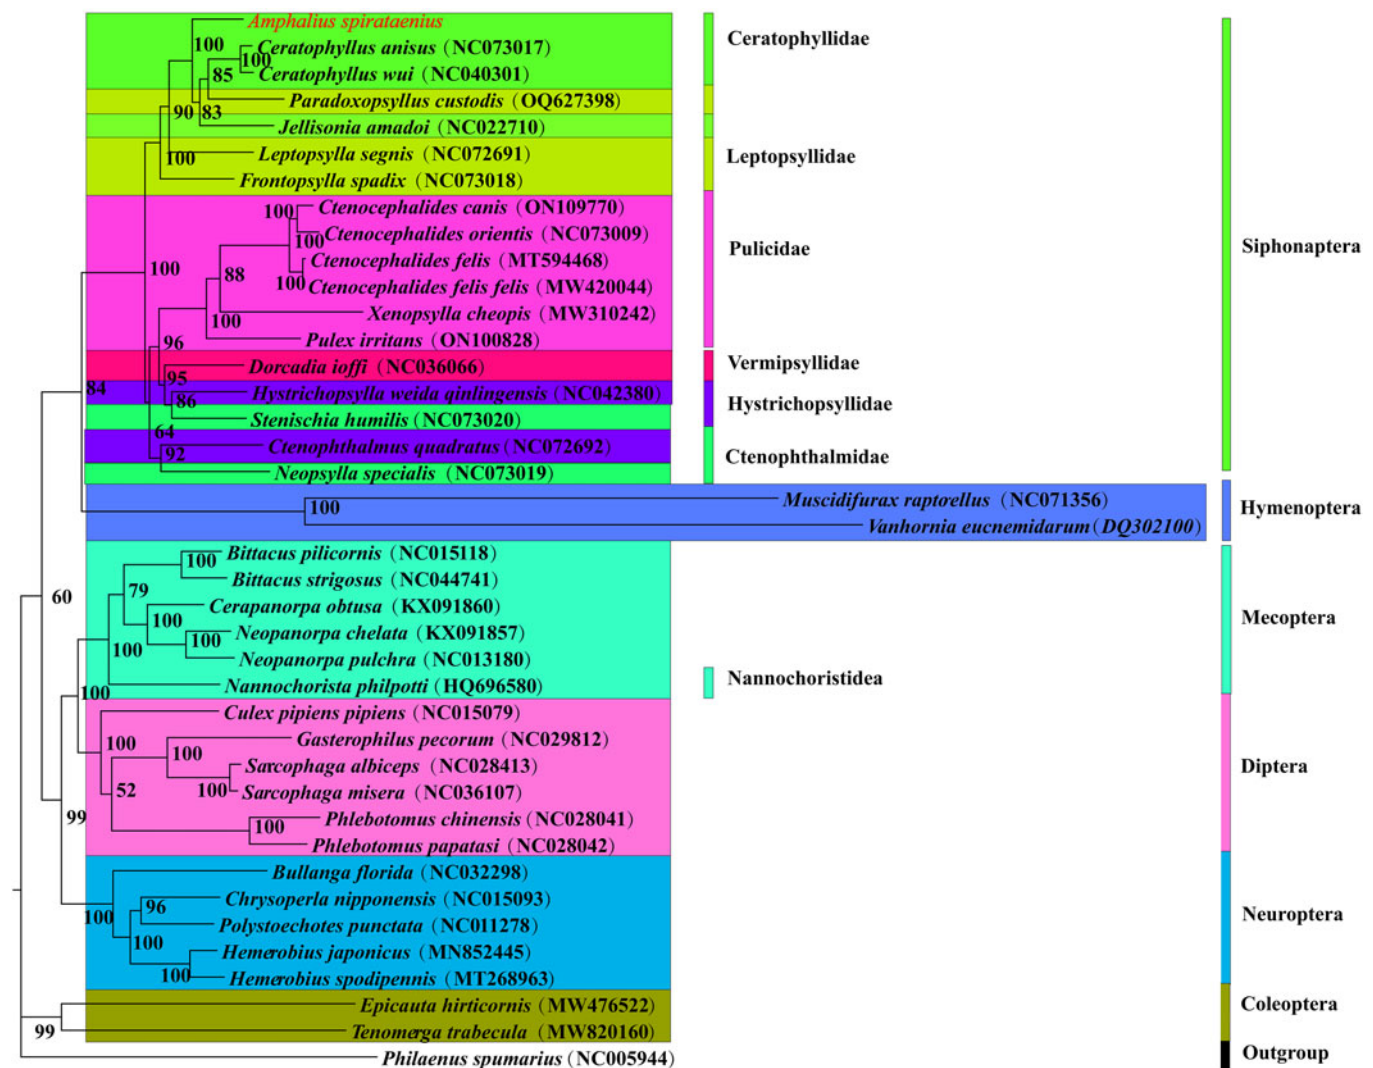 Amphalius spirataenius
100
Ceratophyllus anisus (NC073017)
Ceratophyllidae
100
85
Ceratophyllus wui (NC040301)
Paradoxopsyllus custodis (OQ627398)
90
83
Jellisonia amadoi (NC022710)
100
Leptopsylla segnis (NC072691)
Leptopsyllidae
Frontopsylla spadix (NC073018)
100
Ctenocephalides canis (ON109770)
100
Ctenocephalides orientis (NC073009)
Pulicidae
Siphonaptera
100
88
Ctenocephalides felis (MT594468)
100
Ctenocephalides felis felis (MW420044)
100
Xenopsylla cheopis (MW310242)
96
Pulex irritans (ON100828)
Dorcadia ioffi (NC036066)
Vermipsyllidae
95
84
Hystrichopsylla weida qinlingensis (NC042380)
86
Hystrichopsyllidae
Stenischia humilis (NC073020)
64
Ctenophthalmus quadratus (NC072692)
92
Ctenophthalmidae
Neopsylla specialis (NC073019)
100
Muscidifurax raptorellus (NC071356)
Hymenoptera
Vanhornia eucnemidarum (DQ302100)
100
Bittacus pilicornis (NC015118)
Bittacus strigosus (NC044741)
79
60
Cerapanorpa obtusa (KX091860)
100
Mecoptera
100
Neopanorpa chelata (KX091857)
100
Neopanorpa pulchra (NC013180)
100
Nannochorista philpotti (HQ696580)
Nannochoristidea
Culex pipiens pipiens (NC015079)
100
100
Gasterophilus pecorum (NC029812)
Sarcophaga albiceps (NC028413)
Diptera
52
100
Sarcophaga misera (NC036107)
99
100
Phlebotomus chinensis (NC028041)
Phlebotomus papatasi (NC028042)
Bullanga florida (NC032298)
96
Chrysoperla nipponensis (NC015093)
100
Polystoechotes punctata (NC011278)
Neuroptera
100
Hemerobius japonicus (MN852445)
100
Hemerobius spodipennis (MT268963)
Epicauta hirticornis (MW476522)
Coleoptera
99
Tenomerga trabecula (MW820160)
Philaenus spumarius (NC005944)
Outgroup